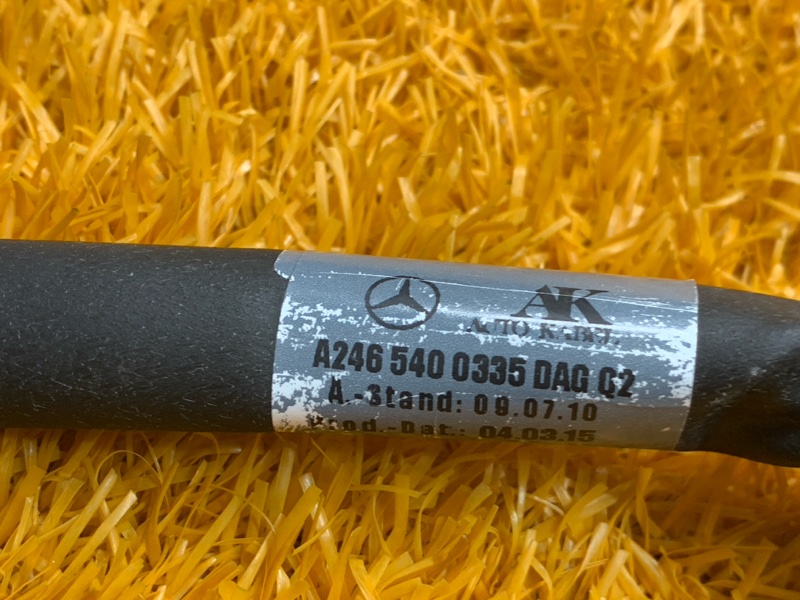 AK
AUTO KABEL
A246 540 0335 DAG Q2
A.-Stand: 09.07.10
Prod.-Dat.: 04.03.15